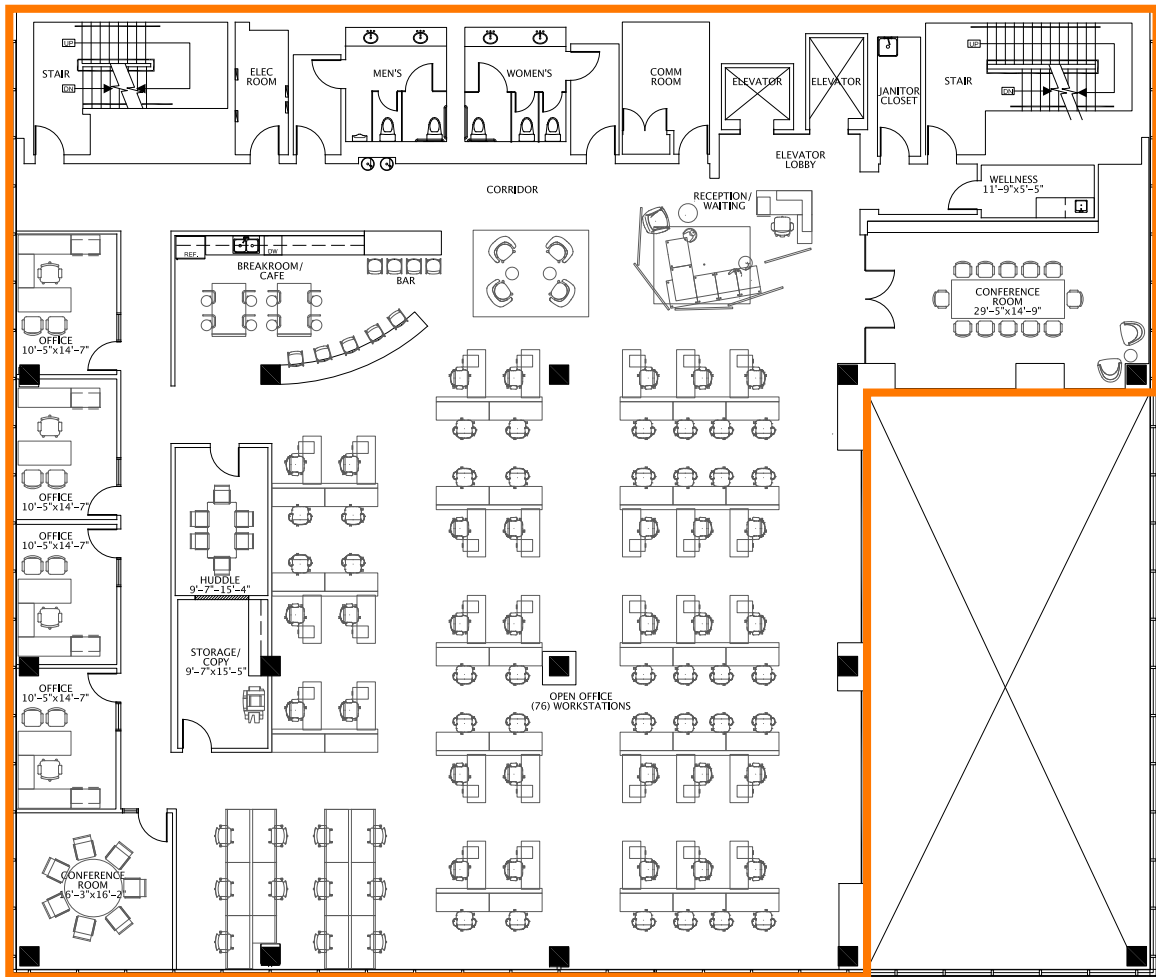 UP
STAIR
DN
ELEC
ROOM
MEN'S
WOMEN'S
COMM
ROOM
ELEVATOR
ELEVATOR
JANITOR
CLOSET
UP
STAIR
DN
ELEVATOR
LOBBY
CORRIDOR
RECEPTION/
WAITING
WELLNESS
11'-9"x5'-5"
REF.
DW
BREAKROOM/
CAFE
BAR
CONFERENCE
ROOM
29'-5"x14'-9"
OFFICE
10'-5"x14'-7"
OFFICE
10'-5"x14'-7"
OFFICE
10'-5"x14'-7"
HUDDLE
9'-7"-15'-4"
STORAGE/
COPY
9'-7"x15'-5"
OFFICE
10'-5"x14'-7"
OPEN OFFICE
(76) WORKSTATIONS
CONFERENCE
ROOM
16'-3"x16'-2"